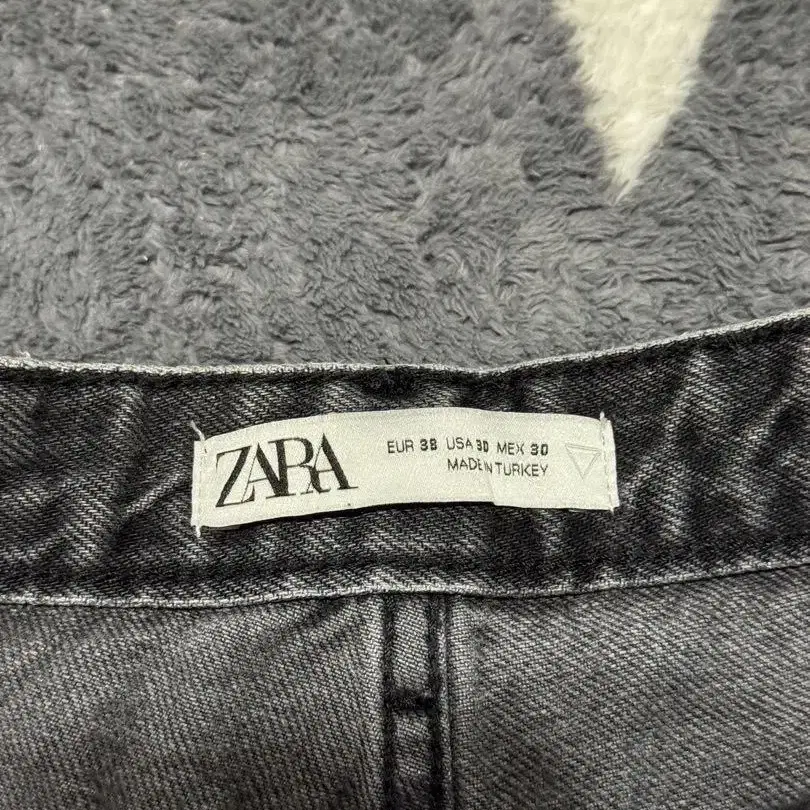 ZARA
EUR 38 USA 30 MEX 30
MADE IN TURKEY